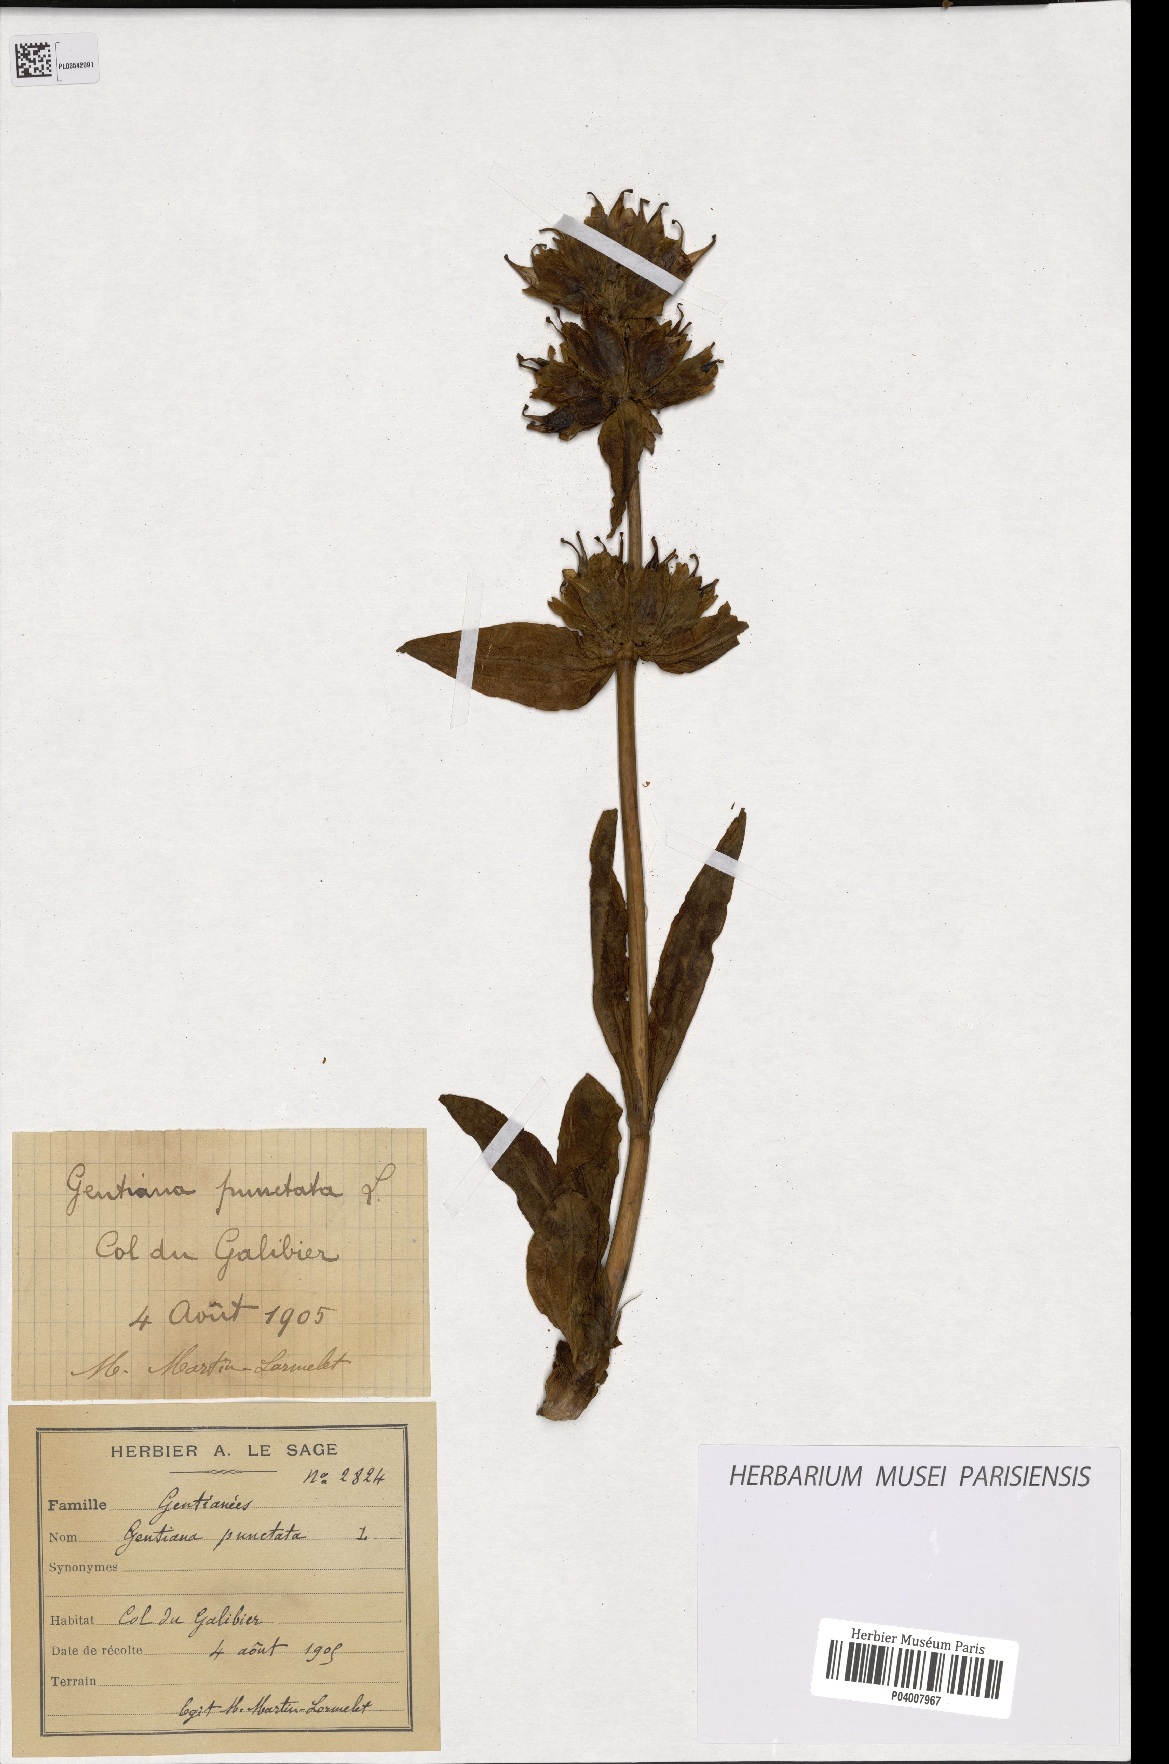 PL03542091
Gentiana punctata L.
Col du Galibier
4 Août 1905
M. Martin-Larmelet
HERBIER A. LE SAGE
No 2824
Famille Gentianées
Nom Gentiana punctata L
Synonymes
Habitat Col du Galibier
Date de récolte 4 août 1905
Terrain
legit M. Martin-Lormelet
HERBARIUM MUSEI PARISIENSIS
Herbier Muséum Paris
P04007967